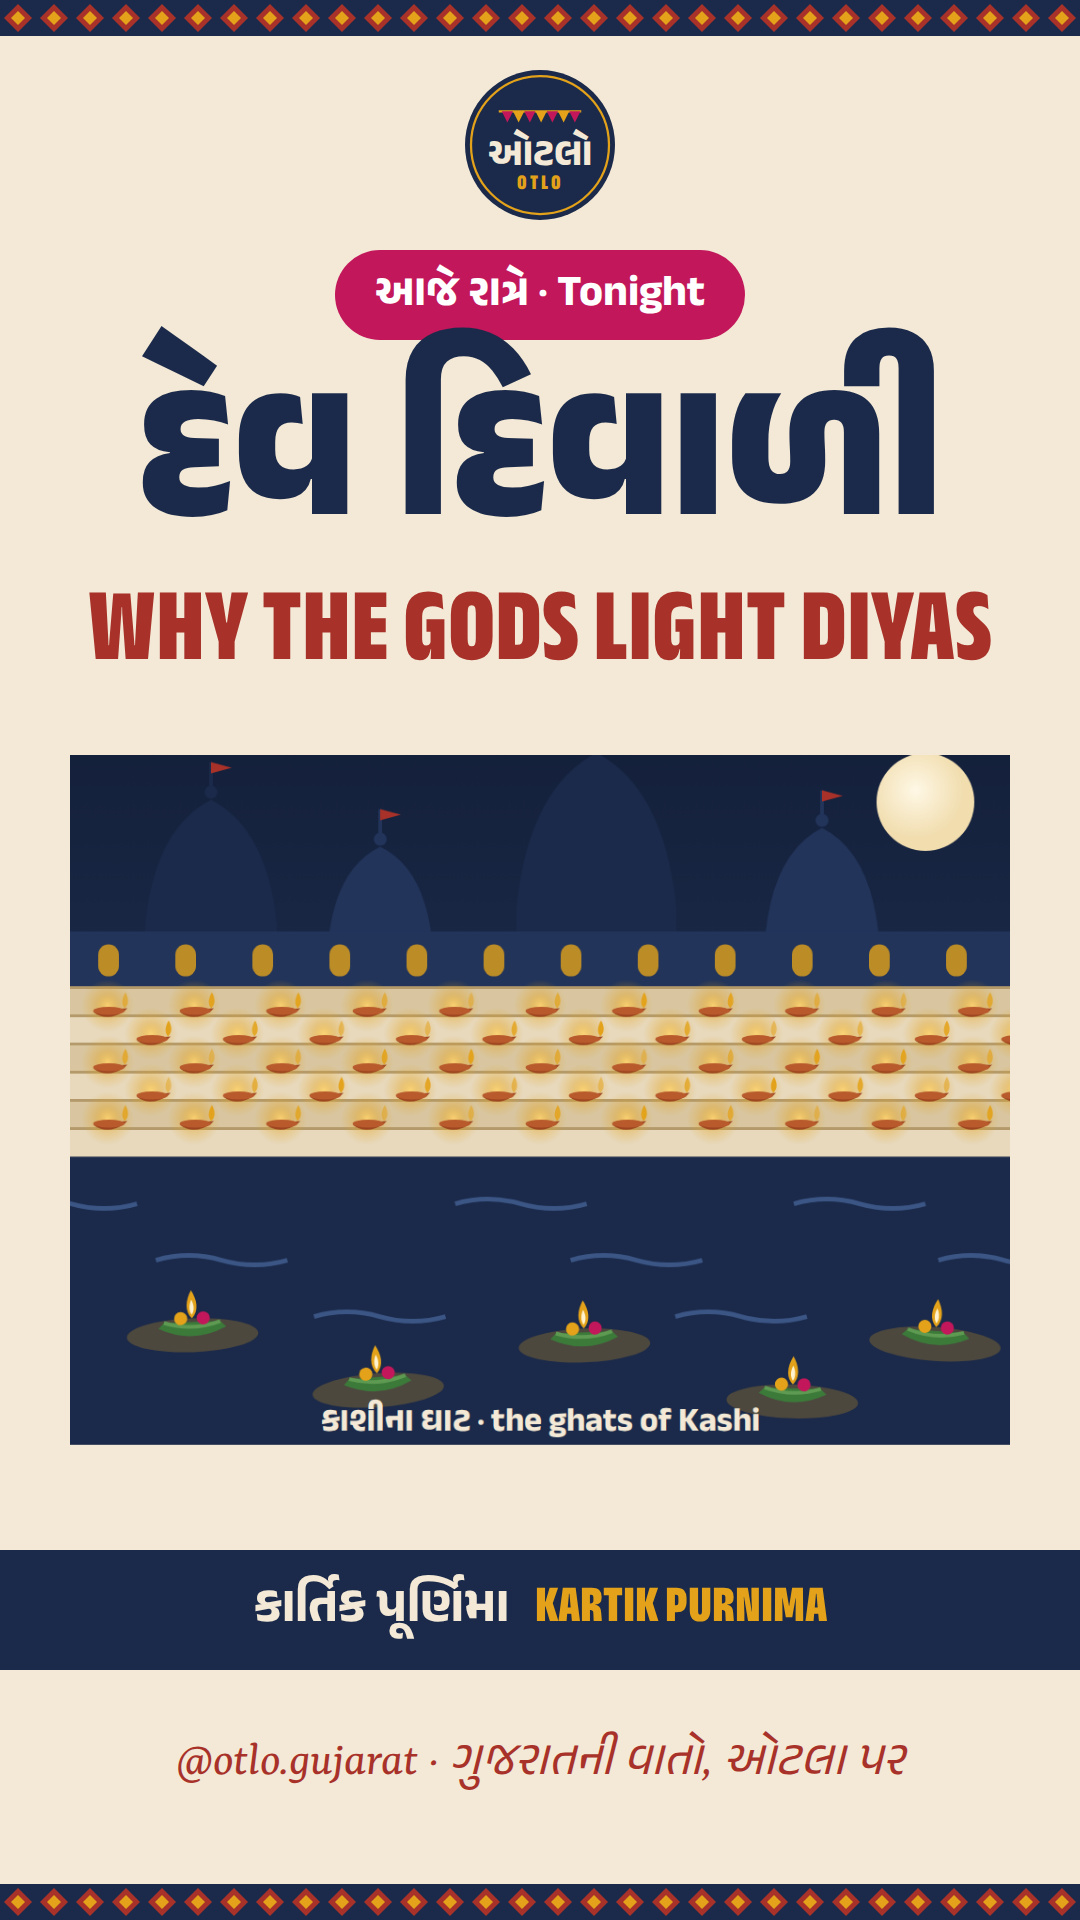 ઓટલો
OTLO
આજે રાત્રે · Tonight
દેવ દિવાળી
WHY THE GODS LIGHT DIYAS
કાશીના ઘાટ · the ghats of Kashi
કાર્તિક પૂર્ણિમા KARTIK PURNIMA
@otlo.gujarat · ગુજરાતની વાતો, ઓટલા પર